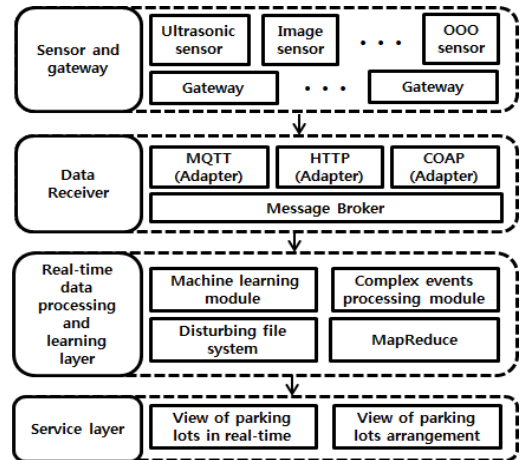 Sensor and
gateway
Ultrasonic
sensor
Image
sensor
. . .
OOO
sensor
Gateway
. . .
Gateway
Data
Receiver
MQTT
(Adapter)
HTTP
(Adapter)
COAP
(Adapter)
Message Broker
Real-time
data
processing
and
learning
layer
Machine learning
module
Complex events
processing module
Disturbing file
system
MapReduce
Service layer
View of parking
lots in real-time
View of parking
lots arrangement